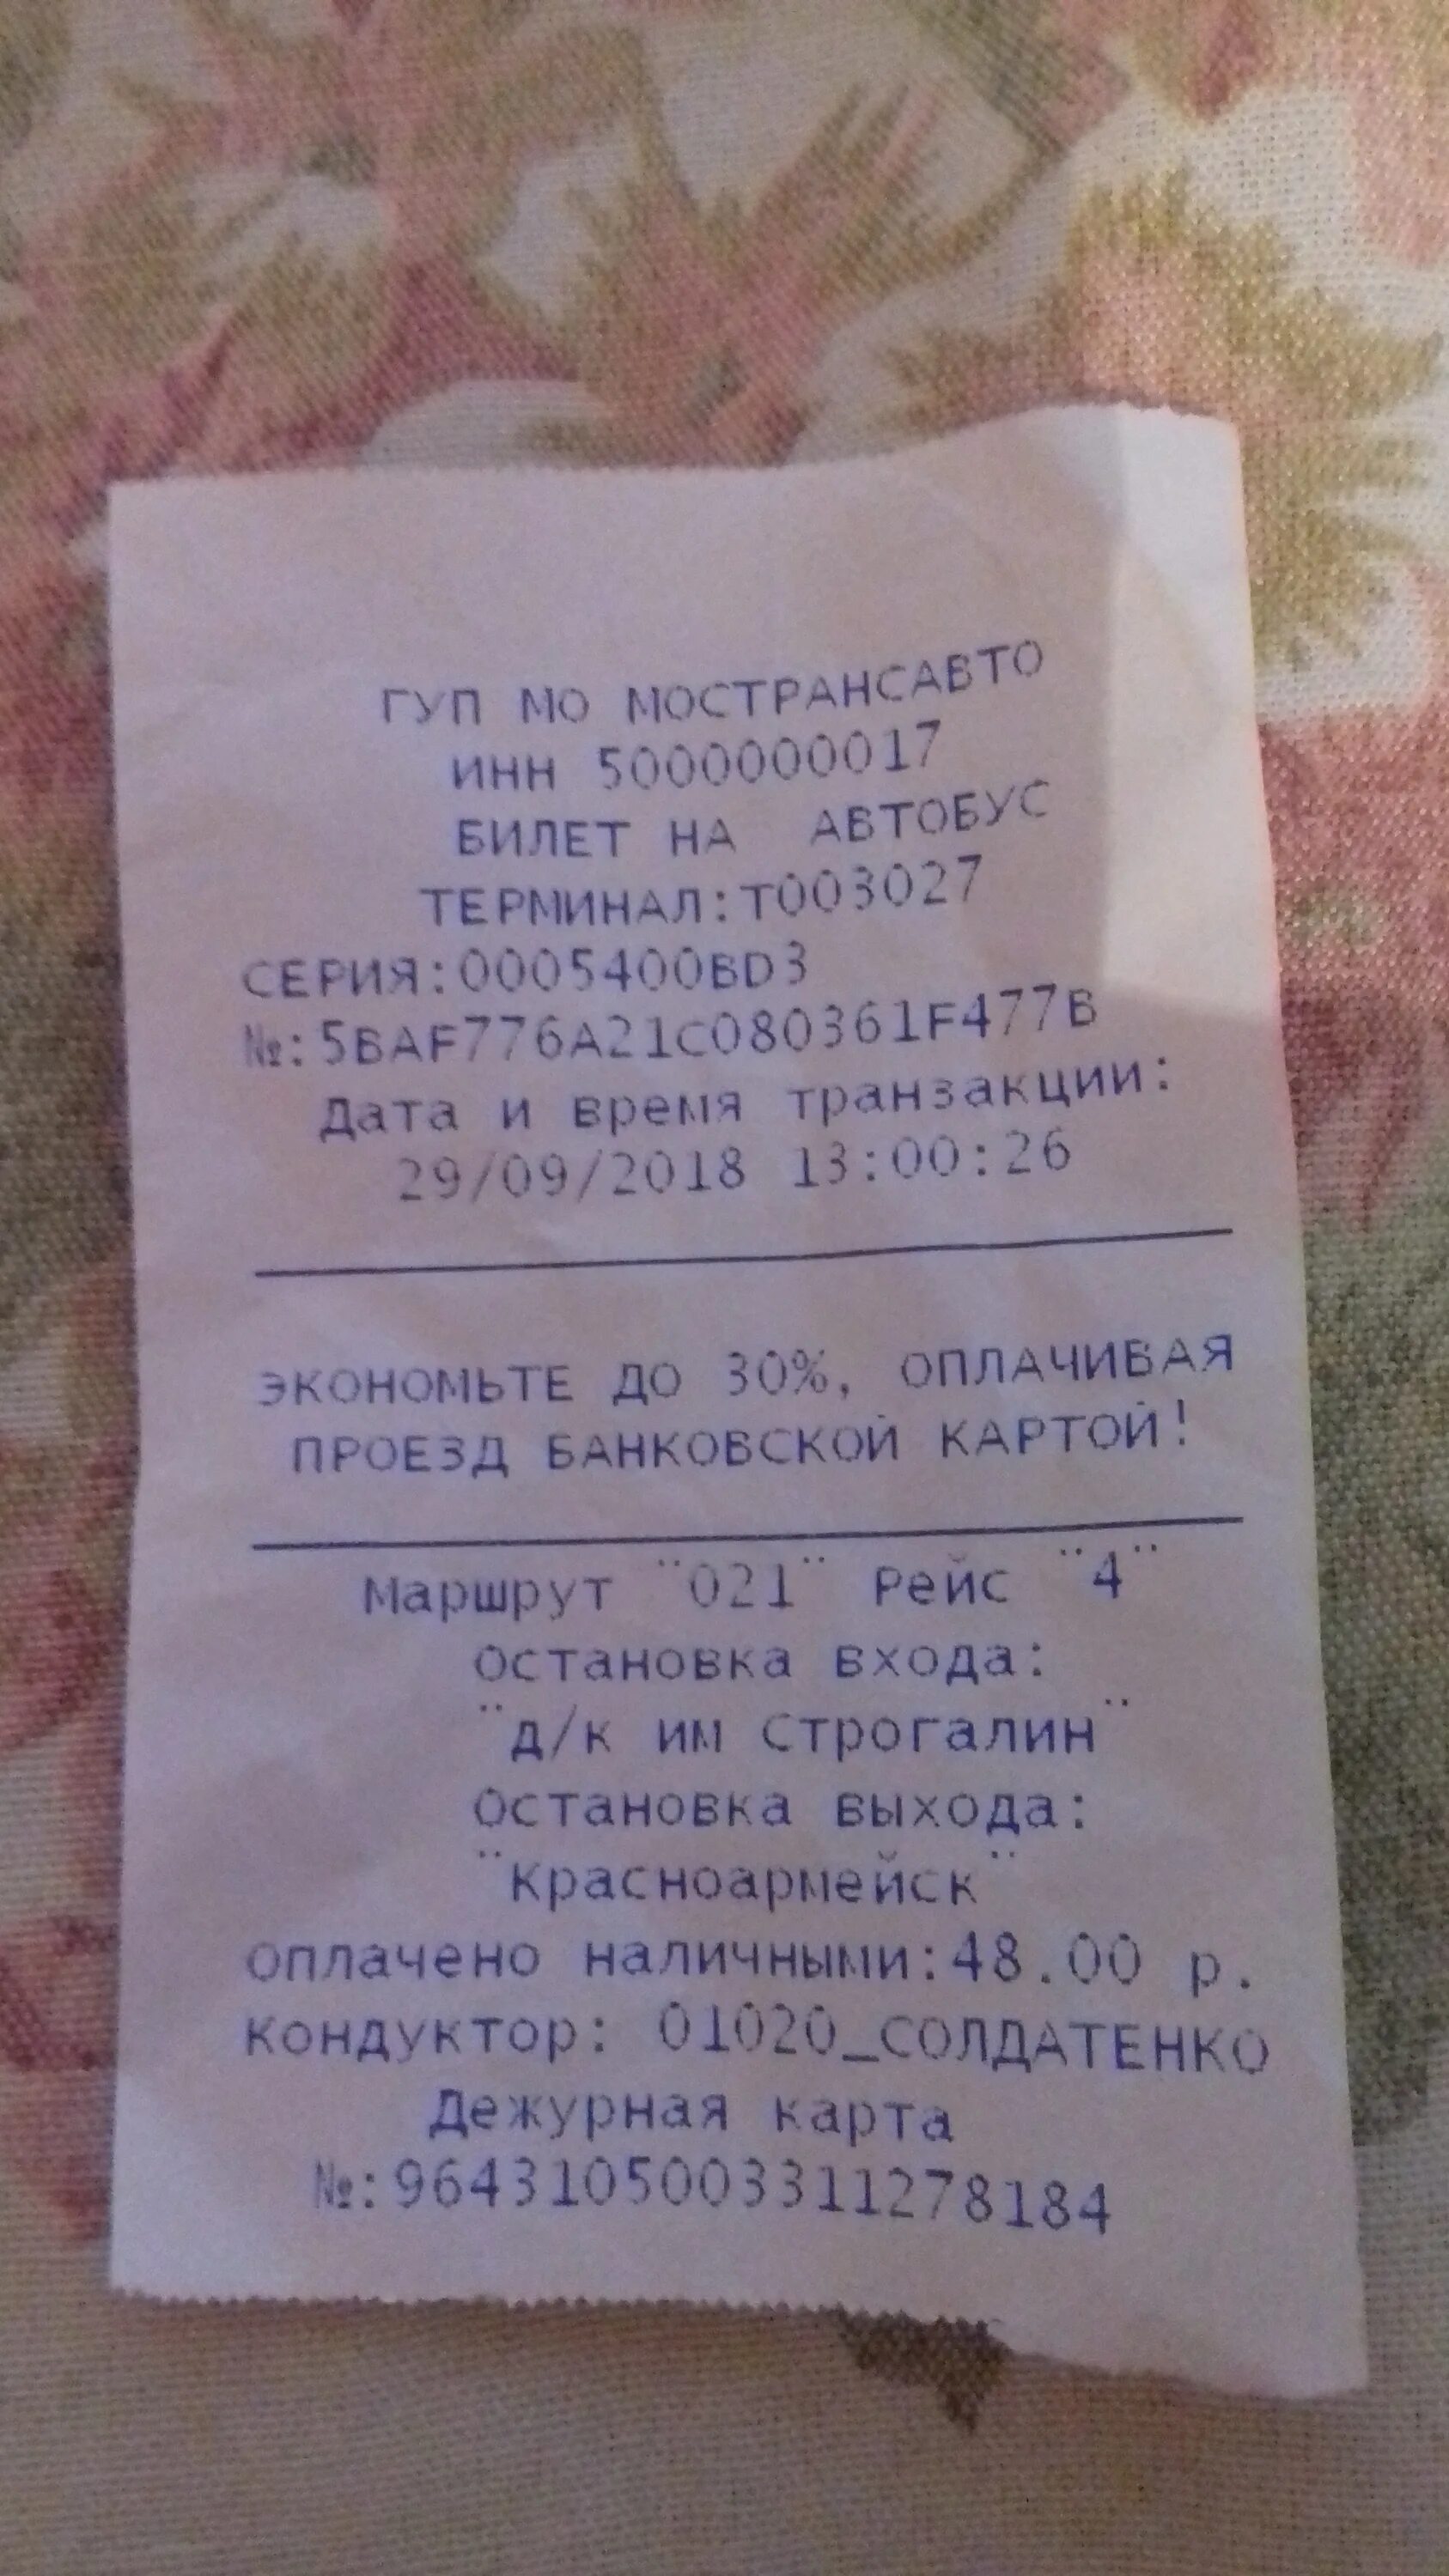 ГУП МО МОСТРАНСАВТО
ИНН 5000000017
БИЛЕТ НА АВТОБУС
ТЕРМИНАЛ:Т003027
СЕРИЯ:0005400BD3
№:5BAF776A21C080361F477B
Дата и время транзакции:
29/09/2018 13:00:26
ЭКОНОМЬТЕ ДО 30%, ОПЛАЧИВАЯ
ПРОЕЗД БАНКОВСКОЙ КАРТОЙ!
Маршрут "021" Рейс "4"
Остановка входа:
"д/к им Строгалин"
Остановка выхода:
"Красноармейск"
Оплачено наличными:48.00 р.
Кондуктор: 01020_СОЛДАТЕНКО
Дежурная карта
№:9643105003311278184